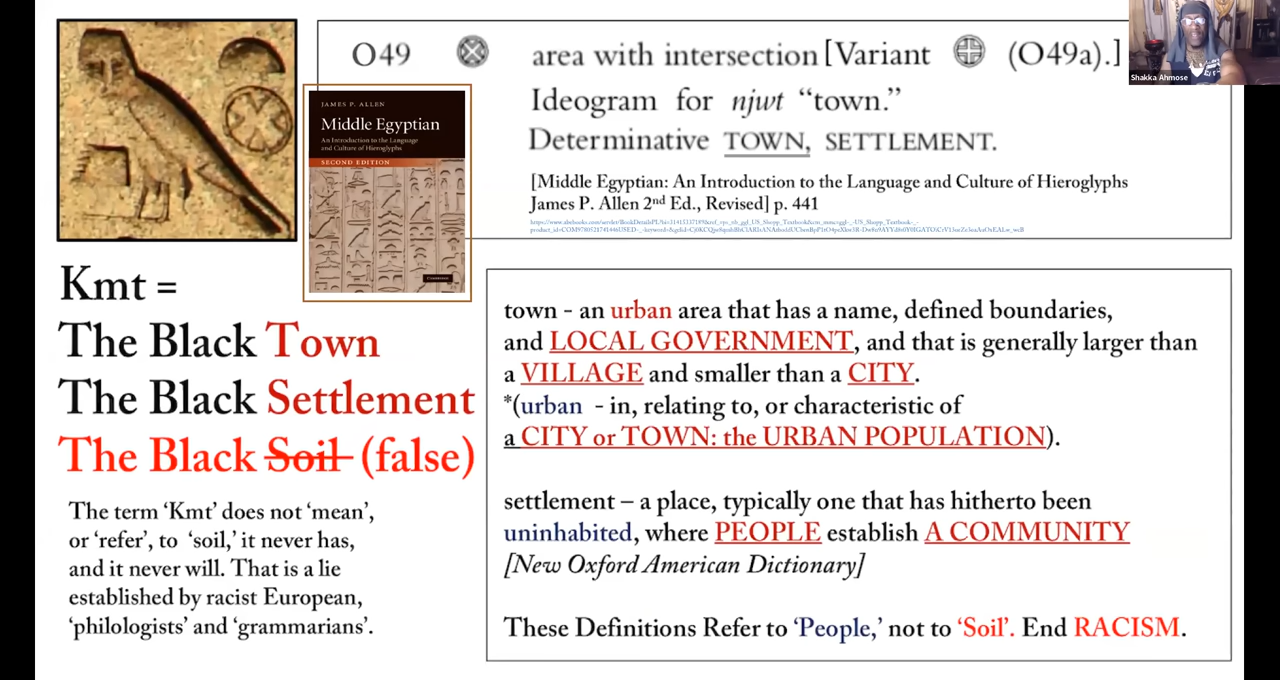 O49 area with intersection [Variant (O49a).]
Ideogram for njwt “town.”
Determinative TOWN, SETTLEMENT.
[Middle Egyptian: An Introduction to the Language and Culture of Hieroglyphs
James P. Allen 2nd Ed., Revised] p. 441
Shakka Ahmose
JAMES P. ALLEN
Middle Egyptian
An Introduction to the Language
and Culture of Hieroglyphs
SECOND EDITION
Kmt =
The Black Town
The Black Settlement
The Black Soil (false)
The term ‘Kmt’ does not ‘mean’,
or ‘refer’, to ‘soil,’ it never has,
and it never will. That is a lie
established by racist European,
‘philologists’ and ‘grammarians’.
town - an urban area that has a name, defined boundaries,
and LOCAL GOVERNMENT, and that is generally larger than
a VILLAGE and smaller than a CITY.
*(urban - in, relating to, or characteristic of
a CITY or TOWN: the URBAN POPULATION).
settlement – a place, typically one that has hitherto been
uninhabited, where PEOPLE establish A COMMUNITY
[New Oxford American Dictionary]
These Definitions Refer to ‘People,’ not to ‘Soil’. End RACISM.